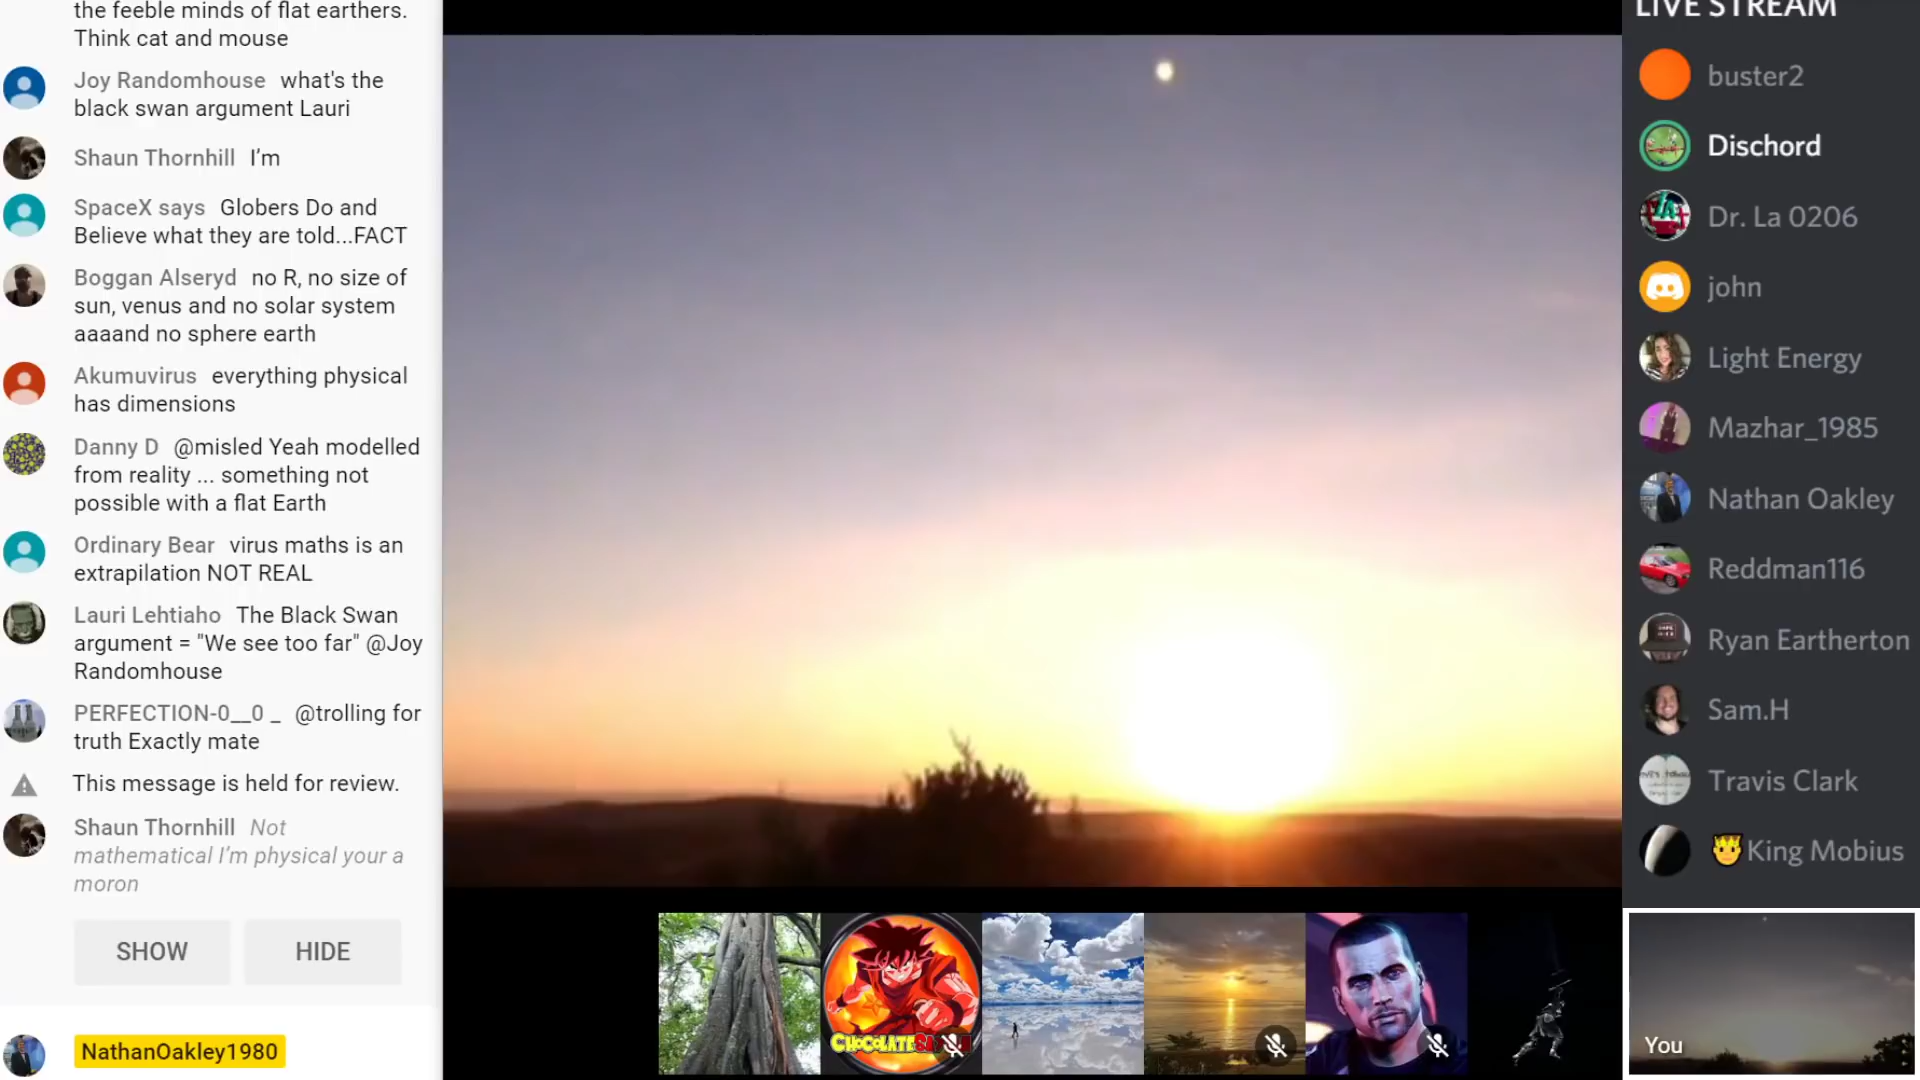 the feeble minds of flat earthers.
Think cat and mouse
Joy Randomhouse what's the
black swan argument Lauri
Shaun Thornhill I’m
SpaceX says Globers Do and
Believe what they are told...FACT
Boggan Alseryd no R, no size of
sun, venus and no solar system
aaaand no sphere earth
Akumuvirus everything physical
has dimensions
Danny D @misled Yeah modelled
from reality ... something not
possible with a flat Earth
Ordinary Bear virus maths is an
extrapilation NOT REAL
Lauri Lehtiaho The Black Swan
argument = "We see too far" @Joy
Randomhouse
PERFECTION-0__0 _ @trolling for
truth Exactly mate
This message is held for review.
Shaun Thornhill Not
mathematical I’m physical your a
moron
SHOW HIDE
NathanOakley1980
LIVE STREAM
buster2
Dischord
Dr. La 0206
john
Light Energy
Mazhar_1985
Nathan Oakley
Reddman116
Ryan Eartherton
Sam.H
Travis Clark
King Mobius
You